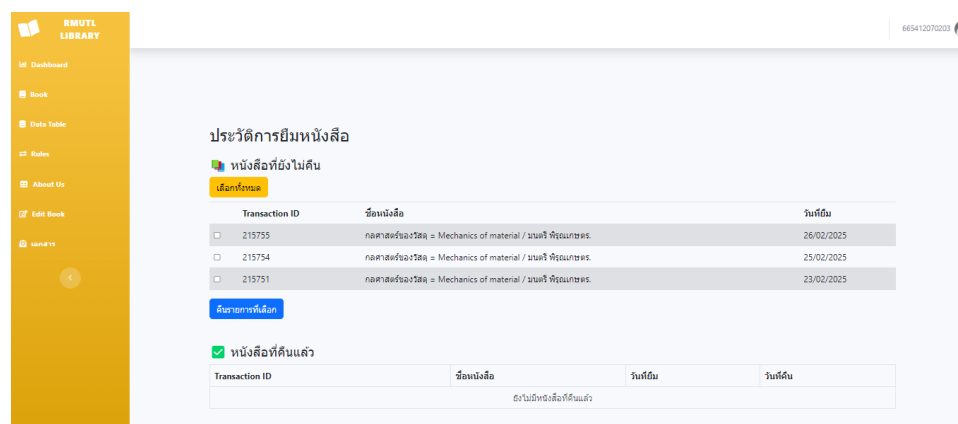 RMUTL
LIBRARY
665412070203
Dashboard
Book
Data Table
Rules
About Us
Edit Book
เอกสาร
ประวัติการยืมหนังสือ
หนังสือที่ยังไม่คืน
เลือกทั้งหมด
Transaction ID ชื่อหนังสือ วันที่ยืม
215755 กลศาสตร์ของวัสดุ = Mechanics of material / มนตรี พิรุณเกษตร. 26/02/2025
215754 กลศาสตร์ของวัสดุ = Mechanics of material / มนตรี พิรุณเกษตร. 25/02/2025
215751 กลศาสตร์ของวัสดุ = Mechanics of material / มนตรี พิรุณเกษตร. 23/02/2025
คืนรายการที่เลือก
หนังสือที่คืนแล้ว
Transaction ID ชื่อหนังสือ วันที่ยืม วันที่คืน
ยังไม่มีหนังสือที่คืนแล้ว